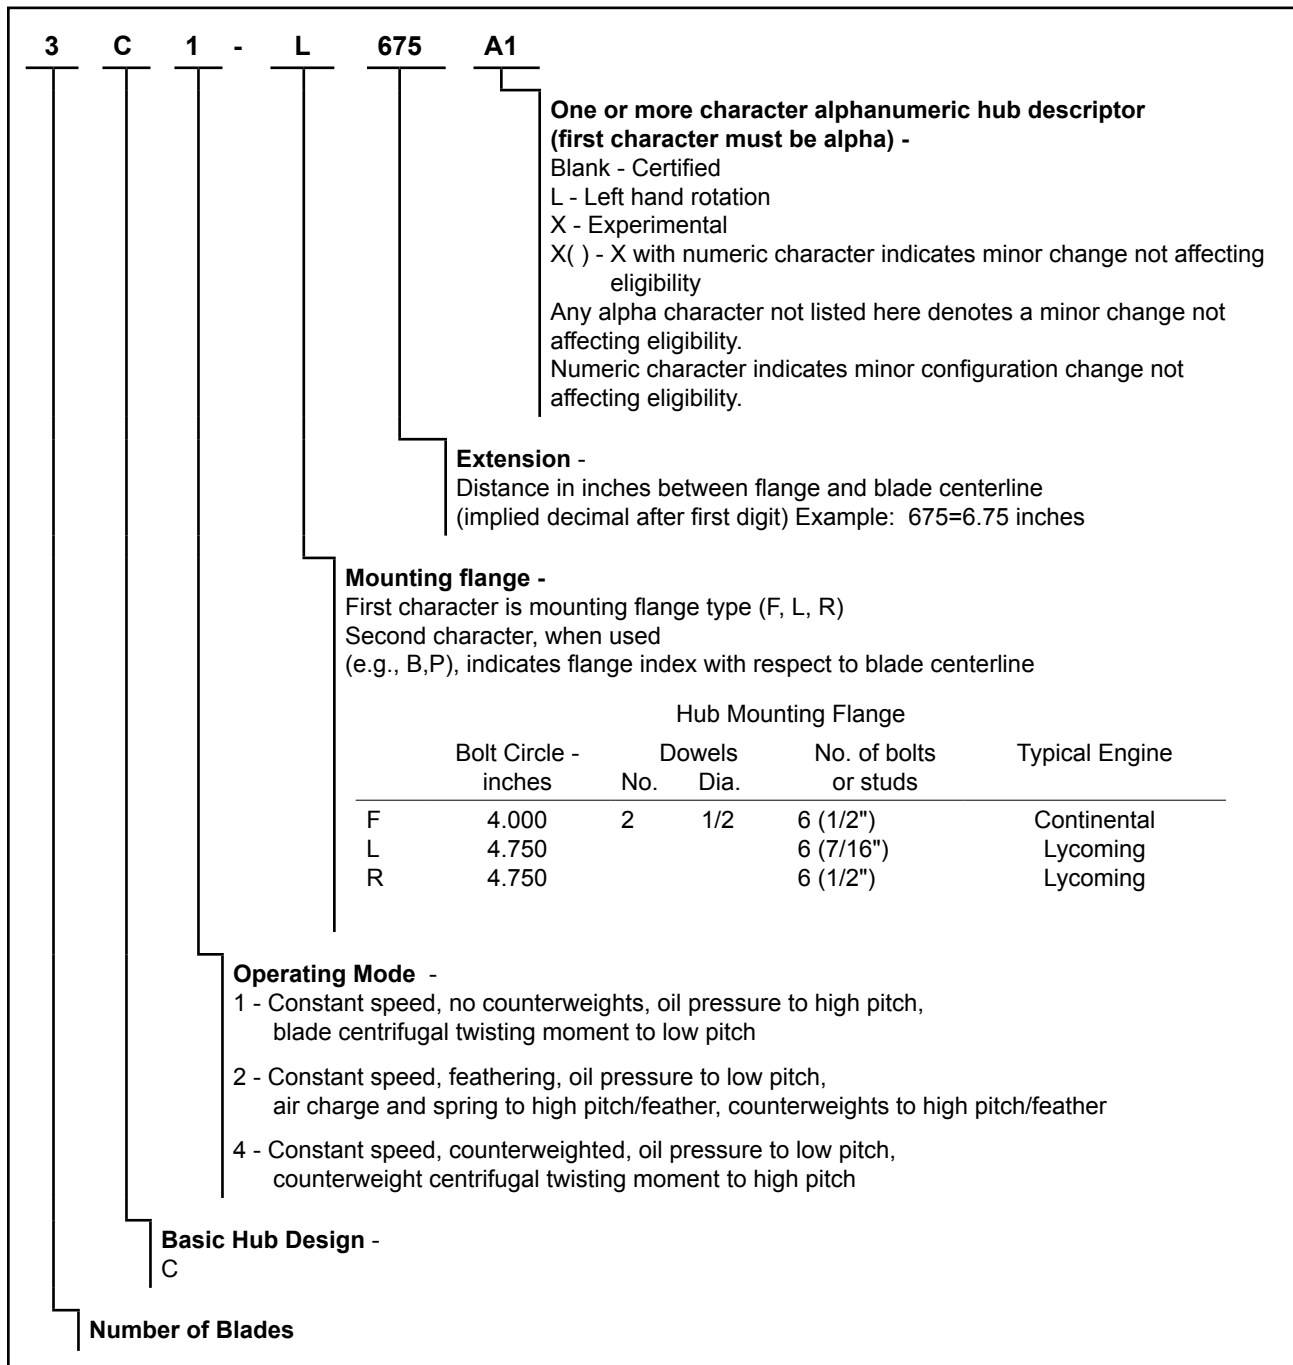 3 C 1 - L 675 A1
One or more character alphanumeric hub descriptor
(first character must be alpha) -
Blank - Certified
L - Left hand rotation
X - Experimental
X( ) - X with numeric character indicates minor change not affecting
eligibility
Any alpha character not listed here denotes a minor change not
affecting eligibility.
Numeric character indicates minor configuration change not
affecting eligibility.
Extension -
Distance in inches between flange and blade centerline
(implied decimal after first digit) Example: 675=6.75 inches
Mounting flange -
First character is mounting flange type (F, L, R)
Second character, when used
(e.g., B,P), indicates flange index with respect to blade centerline
Hub Mounting Flange
Bolt Circle - Dowels No. of bolts Typical Engine
inches No. Dia. or studs
F 4.000 2 1/2 6 (1/2") Continental
L 4.750 6 (7/16") Lycoming
R 4.750 6 (1/2") Lycoming
Operating Mode -
1 - Constant speed, no counterweights, oil pressure to high pitch,
blade centrifugal twisting moment to low pitch
2 - Constant speed, feathering, oil pressure to low pitch,
air charge and spring to high pitch/feather, counterweights to high pitch/feather
4 - Constant speed, counterweighted, oil pressure to low pitch,
counterweight centrifugal twisting moment to high pitch
Basic Hub Design -
C
Number of Blades